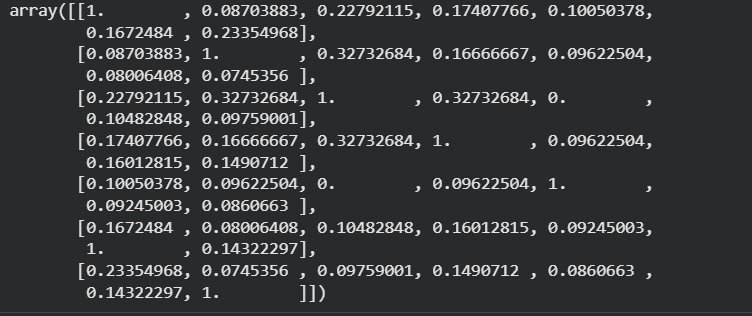 array([[1.        , 0.08703883, 0.22792115, 0.17407766, 0.10050378,
        0.1672484 , 0.23354968],
       [0.08703883, 1.        , 0.32732684, 0.16666667, 0.09622504,
        0.08006408, 0.0745356 ],
       [0.22792115, 0.32732684, 1.        , 0.32732684, 0.        ,
        0.10482848, 0.09759001],
       [0.17407766, 0.16666667, 0.32732684, 1.        , 0.09622504,
        0.16012815, 0.1490712 ],
       [0.10050378, 0.09622504, 0.        , 0.09622504, 1.        ,
        0.09245003, 0.0860663 ],
       [0.1672484 , 0.08006408, 0.10482848, 0.16012815, 0.09245003,
        1.        , 0.14322297],
       [0.23354968, 0.0745356 , 0.09759001, 0.1490712 , 0.0860663 ,
        0.14322297, 1.        ]])